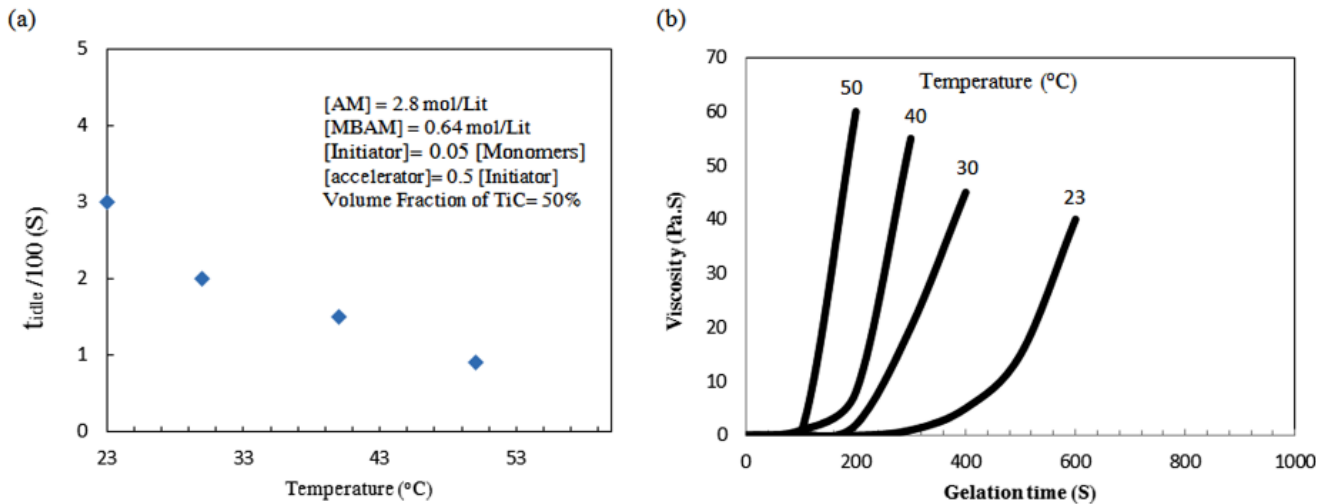 (a)
5
4
3
2
1
0
t_idle /100 (S)
[AM] = 2.8 mol/Lit
[MBAM] = 0.64 mol/Lit
[Initiator]= 0.05 [Monomers]
[accelerator]= 0.5 [Initiator]
Volume Fraction of TiC= 50%
23 33 43 53
Temperature (°C)
(b)
70
60
50
40
30
20
10
0
Viscosity (Pa.S)
Temperature (°C)
50
40
30
23
0 200 400 600 800 1000
Gelation time (S)